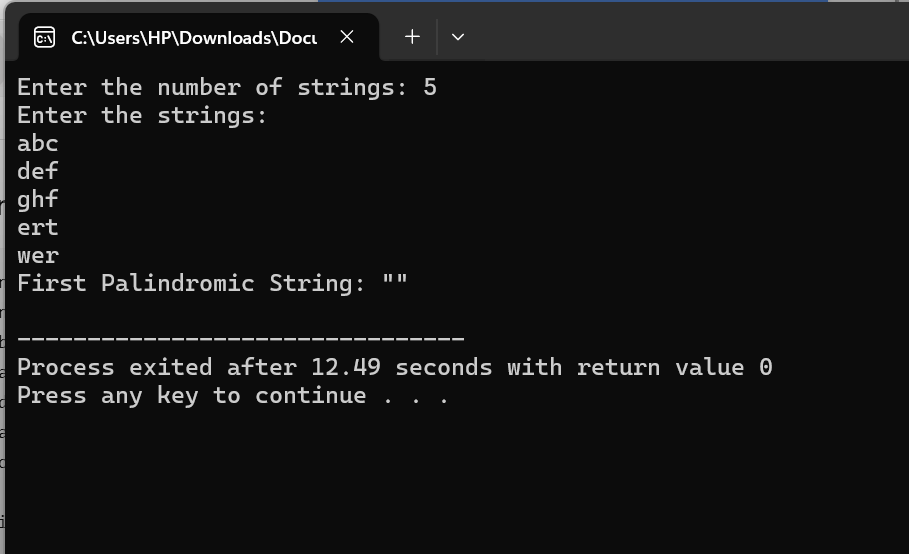 C:\Users\HP\Downloads\Docu
Enter the number of strings: 5
Enter the strings:
abc
def
ghf
ert
wer
First Palindromic String: ""
--------------------------------
Process exited after 12.49 seconds with return value 0
Press any key to continue . . .